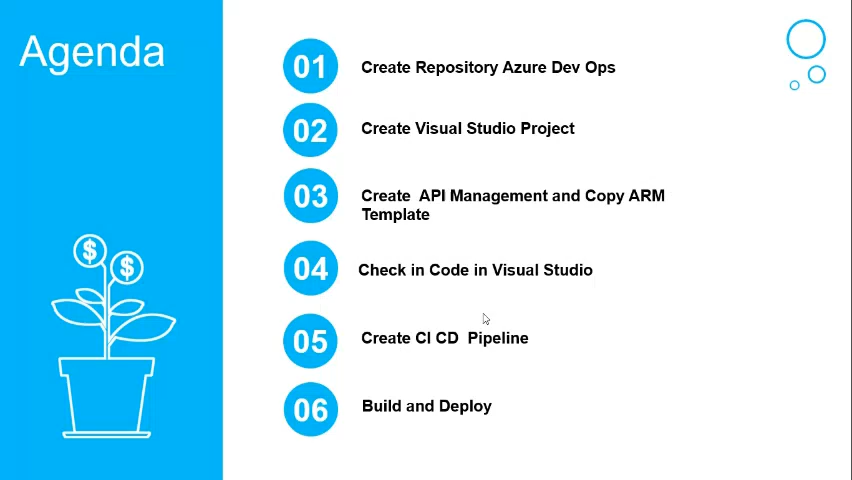 Agenda
01
Create Repository Azure Dev Ops
02
Create Visual Studio Project
03
Create  API Management and Copy ARM
Template
04
Check in Code in Visual Studio
05
Create CI CD  Pipeline
06
Build and Deploy
$
$